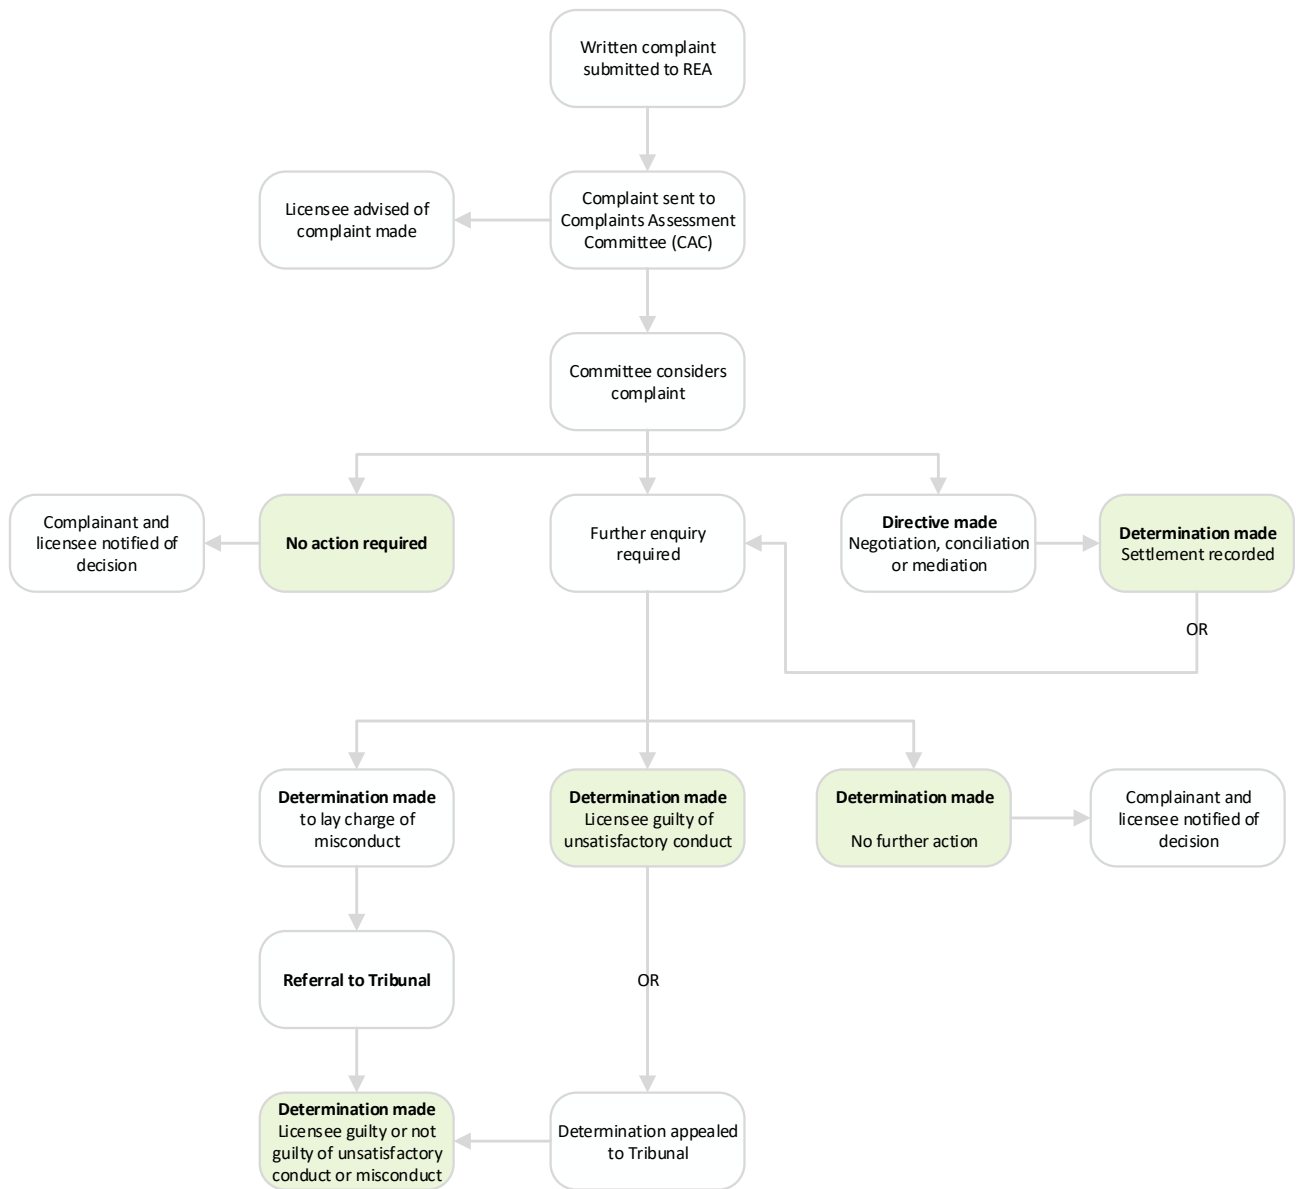 Written complaint
submitted to REA
Licensee advised of
complaint made
Complaint sent to
Complaints Assessment
Committee (CAC)
Committee considers
complaint
Complainant and
licensee notified of
decision
No action required
Further enquiry
required
Directive made
Negotiation, conciliation
or mediation
Determination made
Settlement recorded
OR
Determination made
to lay charge of
misconduct
Determination made
Licensee guilty of
unsatisfactory conduct
Determination made
No further action
Complainant and
licensee notified of
decision
Referral to Tribunal
OR
Determination made
Licensee guilty or not
guilty of unsatisfactory
conduct or misconduct
Determination appealed
to Tribunal